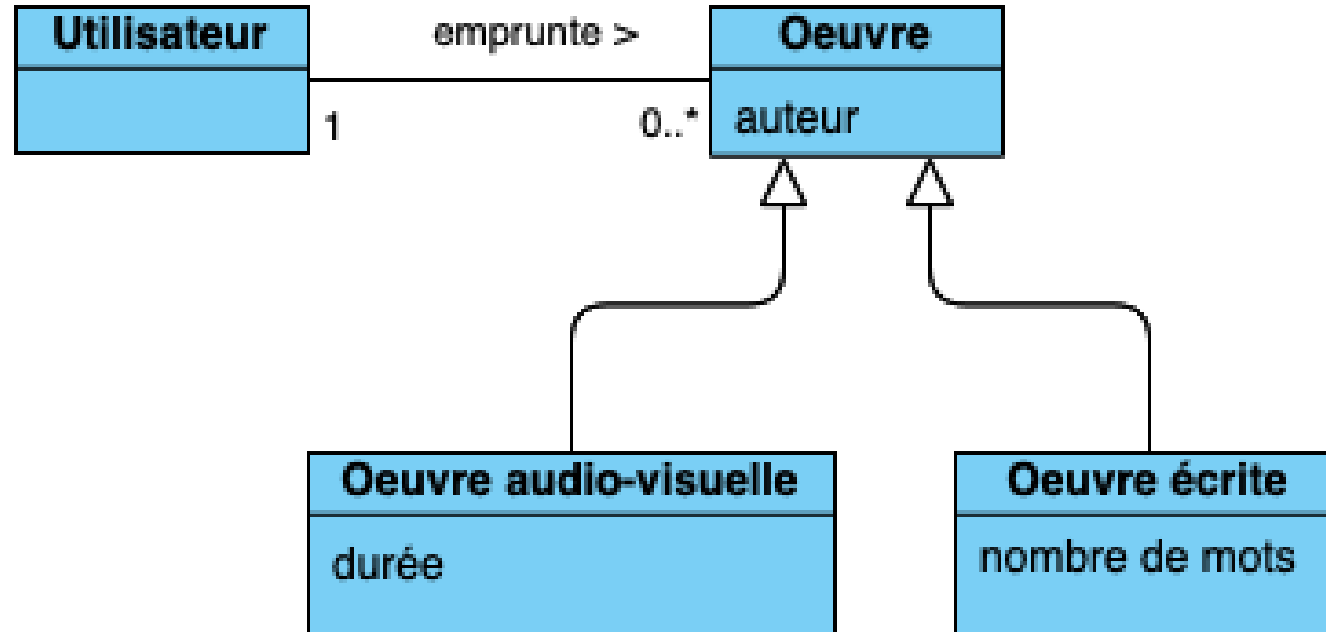 Utilisateur
emprunte >
Oeuvre
1
0..*
auteur
Oeuvre audio-visuelle
durée
Oeuvre écrite
nombre de mots